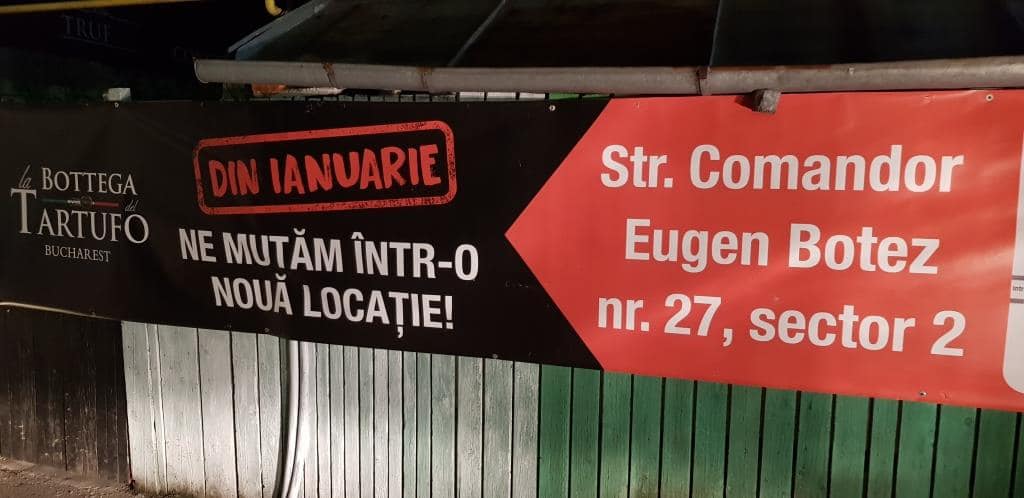 TRUF
la BOTTEGA
del
TARTUFO
BUCHAREST
DIN IANUARIE
NE MUTĂM ÎNTR-O
NOUĂ LOCAȚIE!
Str. Comandor
Eugen Botez
nr. 27, sector 2